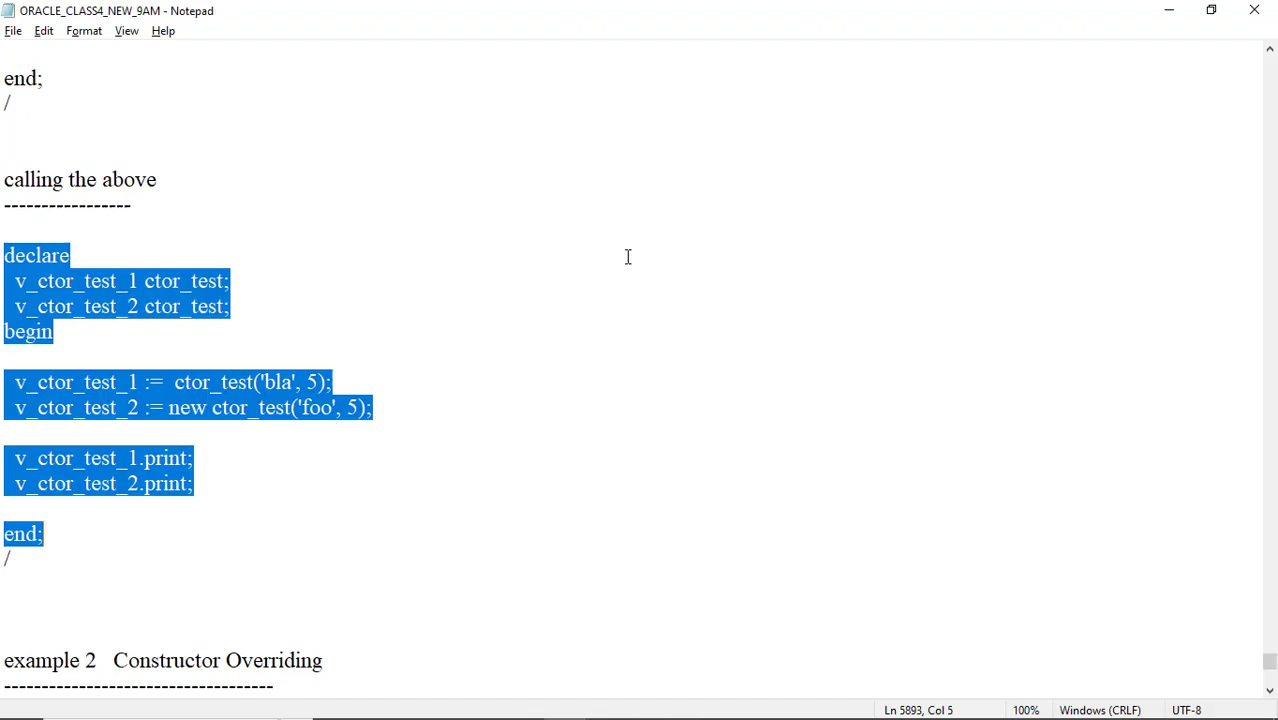 ORACLE_CLASS4_NEW_9AM - Notepad
File Edit Format View Help
end;
/
calling the above
-----------------
declare
v_ctor_test_1 ctor_test;
v_ctor_test_2 ctor_test;
begin
v_ctor_test_1 :=  ctor_test('bla', 5);
v_ctor_test_2 := new ctor_test('foo', 5);
v_ctor_test_1.print;
v_ctor_test_2.print;
end;
/
example 2   Constructor Overriding
------------------------------------
Ln 5893, Col 5 100% Windows (CRLF) UTF-8